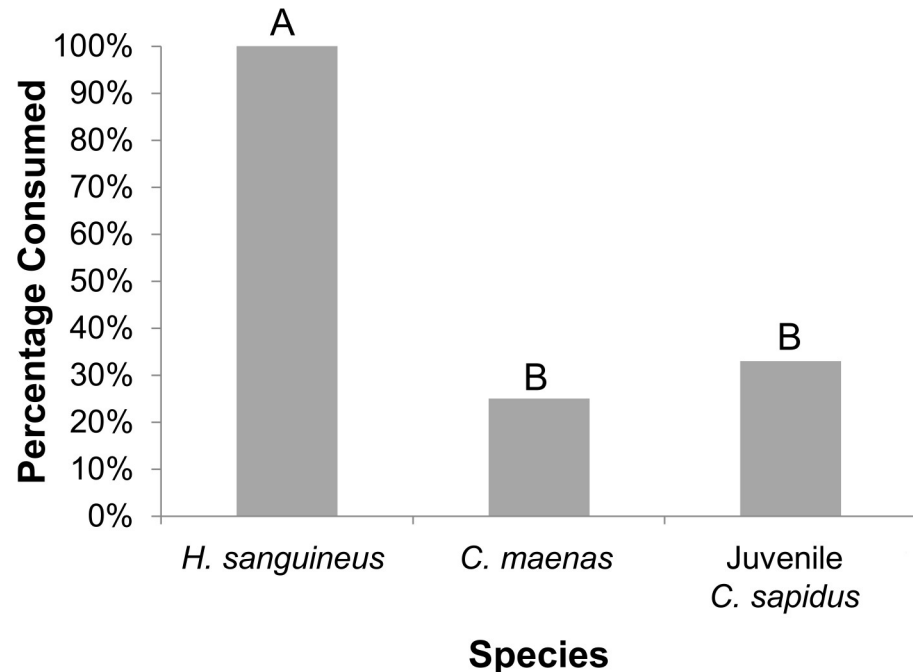 Percentage Consumed
100%
90%
80%
70%
60%
50%
40%
30%
20%
10%
0%
A
B
B
H. sanguineus
C. maenas
Juvenile
C. sapidus
Species